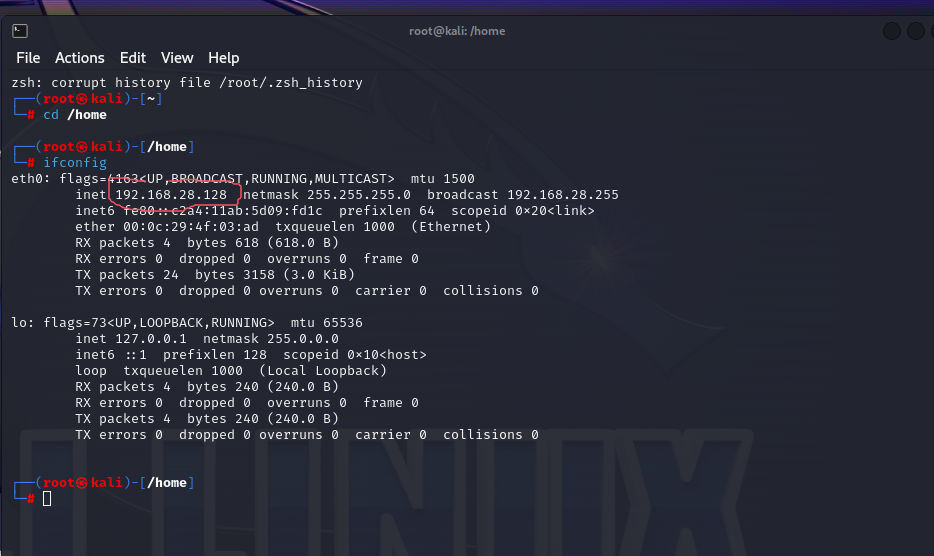 root@kali: /home
File Actions Edit View Help
zsh: corrupt history file /root/.zsh_history
┌──(root㉿kali)-[~]
└─# cd /home
┌──(root㉿kali)-[/home]
└─# ifconfig
eth0: flags=4163<UP,BROADCAST,RUNNING,MULTICAST>  mtu 1500
        inet 192.168.28.128  netmask 255.255.255.0  broadcast 192.168.28.255
        inet6 fe80::c2a4:11ab:5d09:fd1c  prefixlen 64  scopeid 0×20<link>
        ether 00:0c:29:4f:03:ad  txqueuelen 1000  (Ethernet)
        RX packets 4  bytes 618 (618.0 B)
        RX errors 0  dropped 0  overruns 0  frame 0
        TX packets 24  bytes 3158 (3.0 KiB)
        TX errors 0  dropped 0 overruns 0  carrier 0  collisions 0
lo: flags=73<UP,LOOPBACK,RUNNING>  mtu 65536
        inet 127.0.0.1  netmask 255.0.0.0
        inet6 ::1  prefixlen 128  scopeid 0×10<host>
        loop  txqueuelen 1000  (Local Loopback)
        RX packets 4  bytes 240 (240.0 B)
        RX errors 0  dropped 0  overruns 0  frame 0
        TX packets 4  bytes 240 (240.0 B)
        TX errors 0  dropped 0 overruns 0  carrier 0  collisions 0
┌──(root㉿kali)-[/home]
└─#